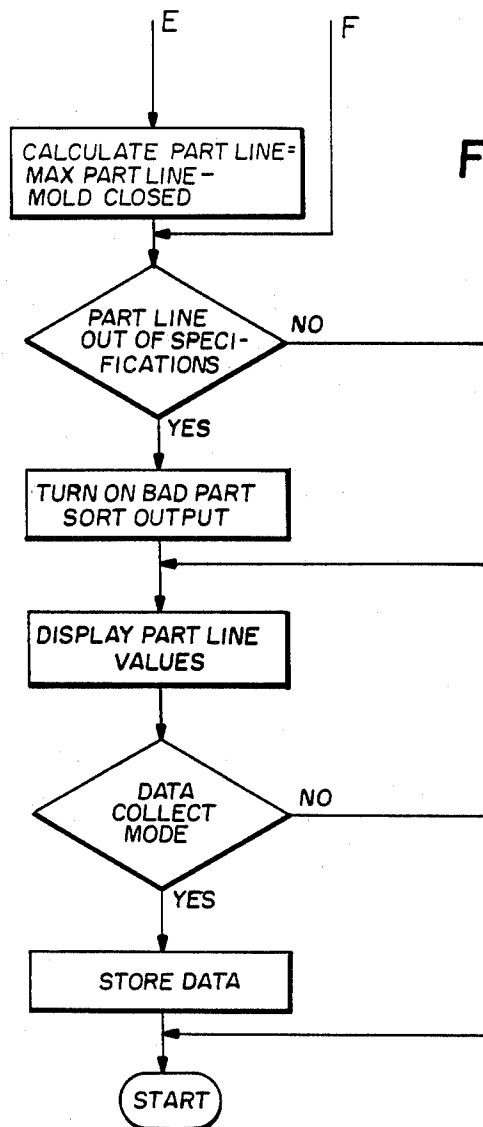 E
F
F
CALCULATE PART LINE=
MAX PART LINE-
MOLD CLOSED
PART LINE
OUT OF SPECI-
FICATIONS
NO
YES
TURN ON BAD PART
SORT OUTPUT
DISPLAY PART LINE
VALUES
DATA
COLLECT
MODE
NO
YES
STORE DATA
START